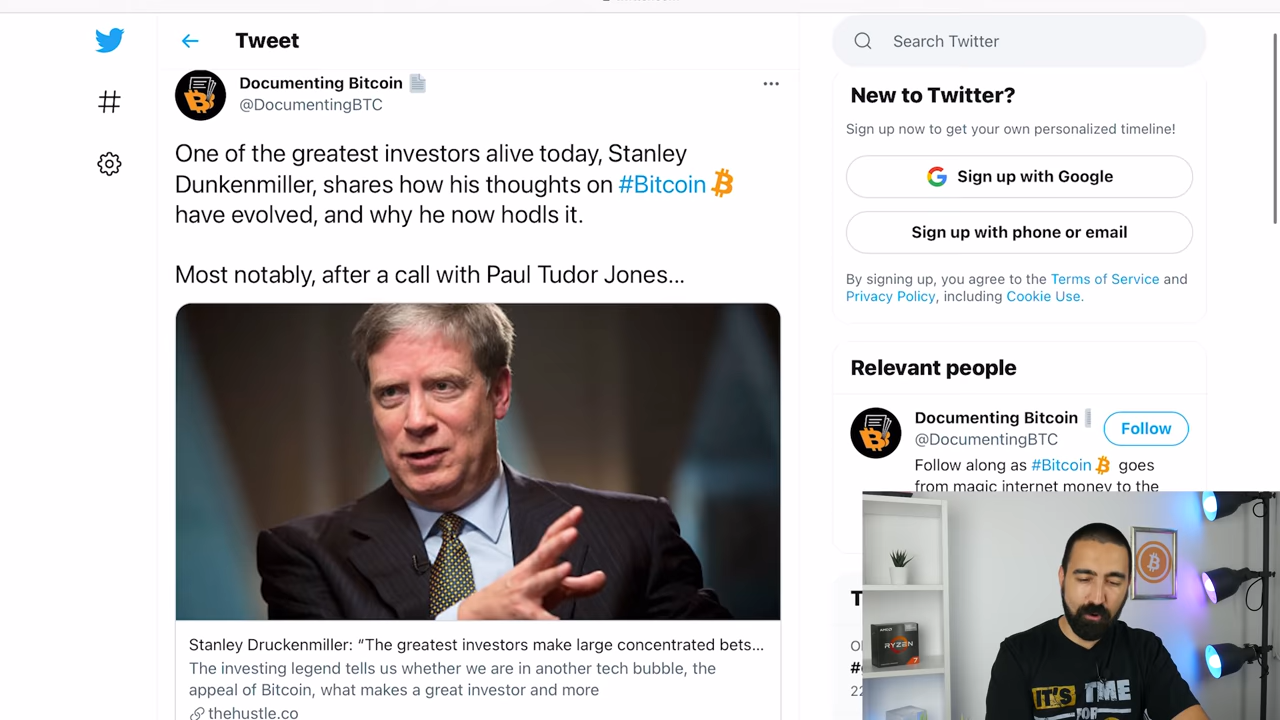 Tweet
Search Twitter
Documenting Bitcoin
@DocumentingBTC
One of the greatest investors alive today, Stanley
Dunkenmiller, shares how his thoughts on #Bitcoin
have evolved, and why he now hodls it.
Most notably, after a call with Paul Tudor Jones...
Stanley Druckenmiller: “The greatest investors make large concentrated bets...
The investing legend tells us whether we are in another tech bubble, the
appeal of Bitcoin, what makes a great investor and more
thehustle.co
New to Twitter?
Sign up now to get your own personalized timeline!
Sign up with Google
Sign up with phone or email
By signing up, you agree to the Terms of Service and
Privacy Policy, including Cookie Use.
Relevant people
Documenting Bitcoin
@DocumentingBTC
Follow
Follow along as #Bitcoin goes
from magic internet money to the
AMD
RYZEN
7
IT'S TIME
FOR